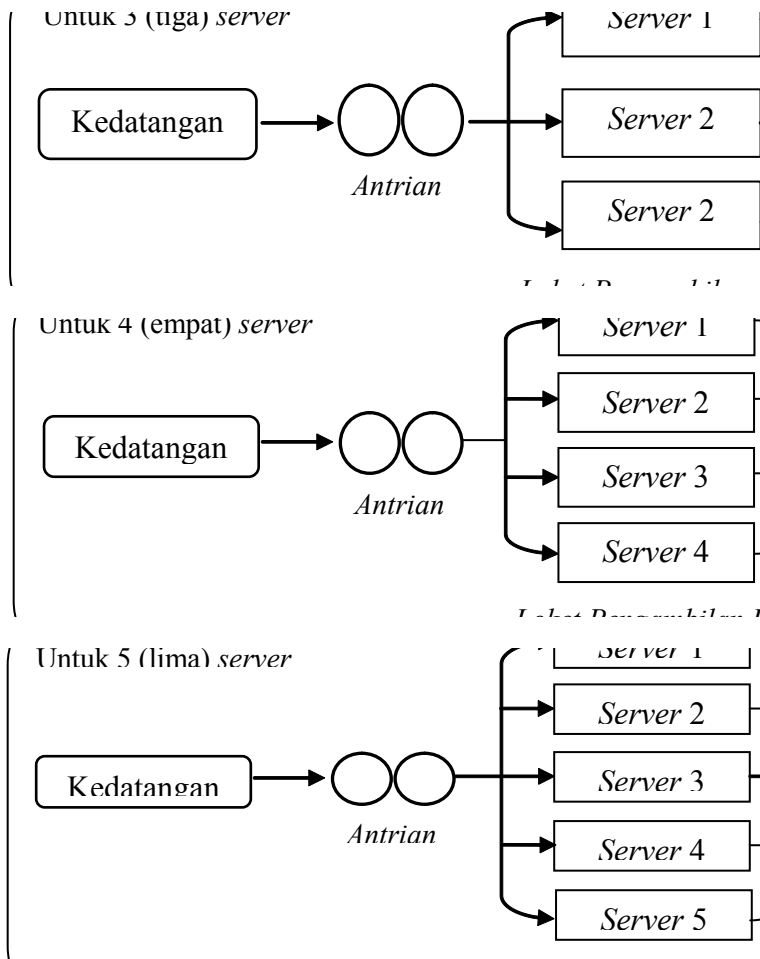 Untuk 3 (tiga) server
Server 1
Kedatangan
Server 2
Antrian
Server 2
Untuk 4 (empat) server
Server 1
Server 2
Kedatangan
Server 3
Antrian
Server 4
Loket Pengambilan
Untuk 5 (lima) server
Server 1
Server 2
Kedatangan
Server 3
Antrian
Server 4
Server 5